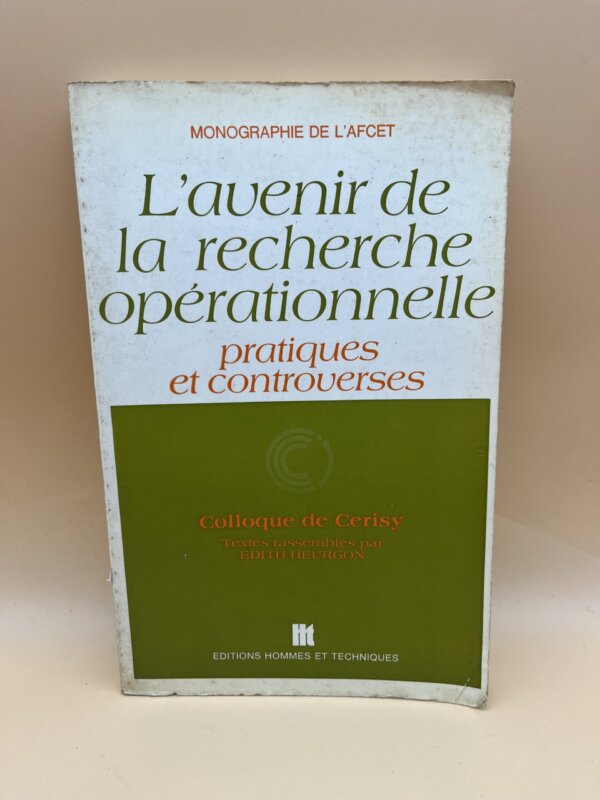 MONOGRAPHIE DE L'AFCET
L'avenir de
la recherche
opérationnelle
pratiques
et controverses
Colloque de Cerisy
Textes rassemblés par
EDITH HEURGON
Ht
EDITIONS HOMMES ET TECHNIQUES